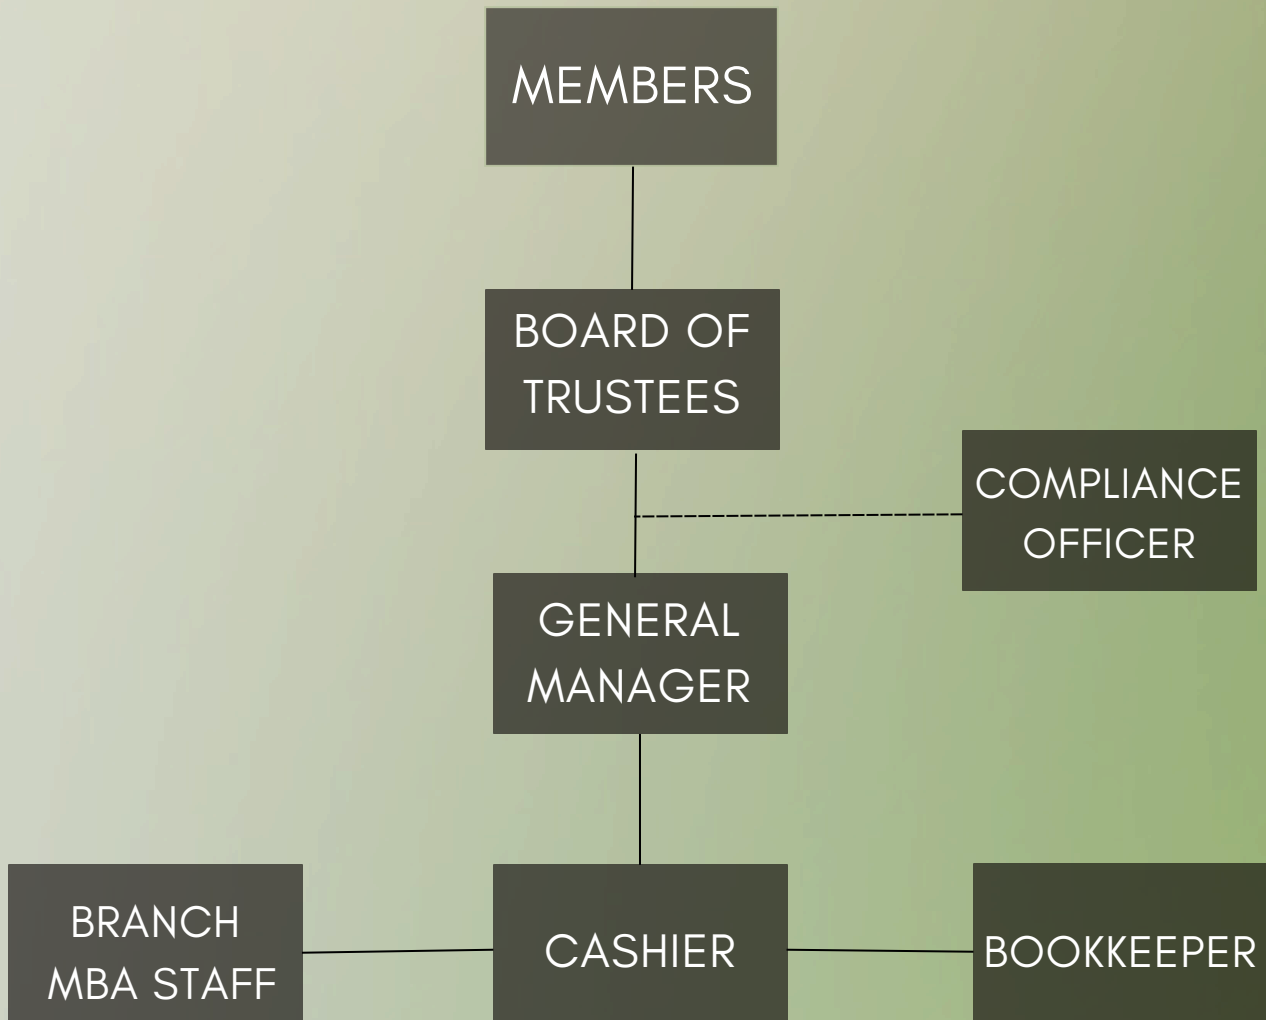 MEMBERS
BOARD OF
TRUSTEES
COMPLIANCE
OFFICER
GENERAL
MANAGER
BRANCH
MBA STAFF
CASHIER
BOOKKEEPER